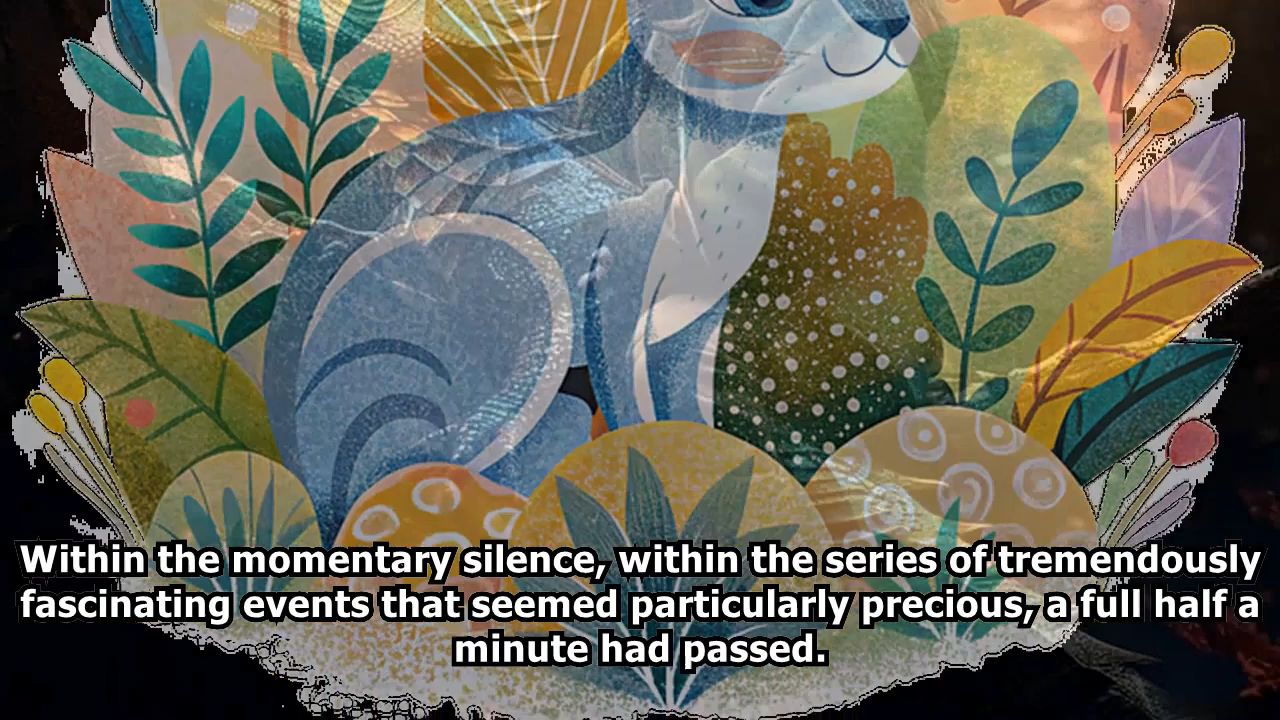 Within the momentary silence, within the series of tremendously
fascinating events that seemed particularly precious, a full half a
minute had passed.